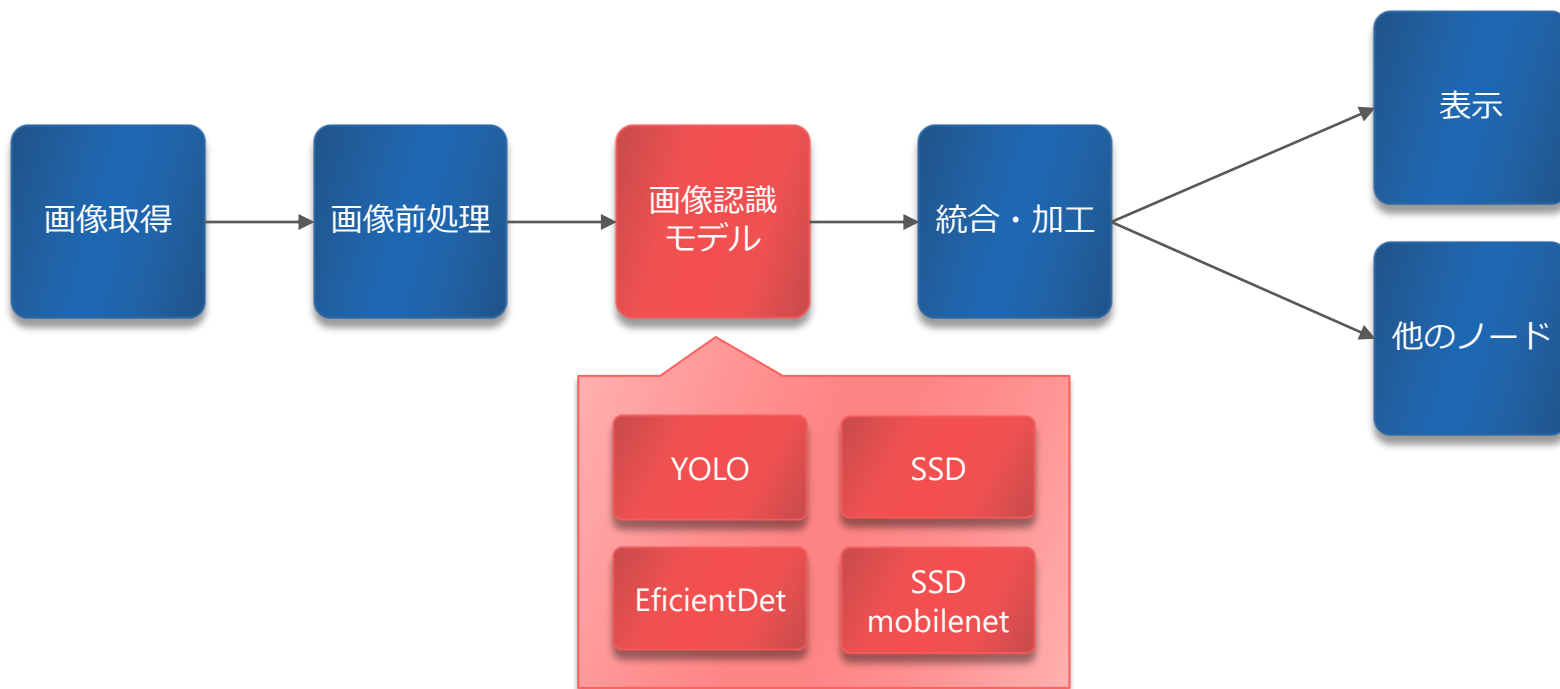 表示
画像取得
画像前処理
画像認識
モデル
統合・加工
他のノード
YOLO
SSD
EficientDet
SSD
mobilenet